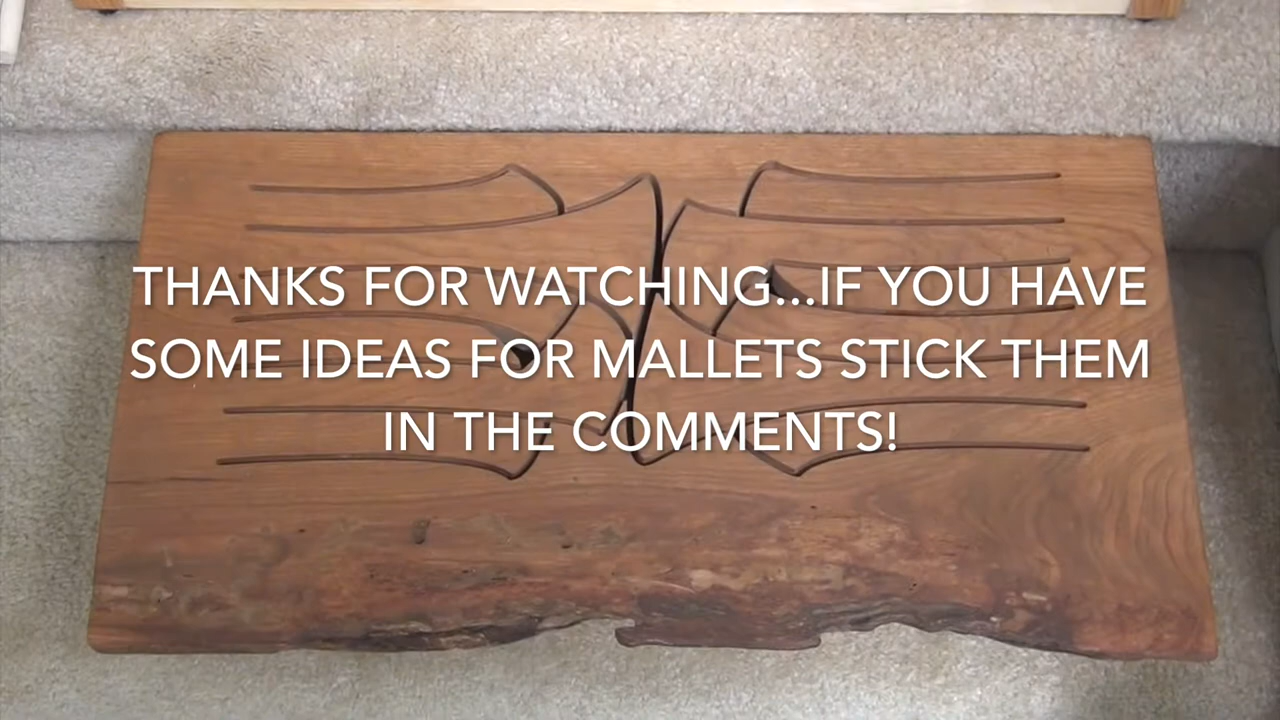 THANKS FOR WATCHING...IF YOU HAVE
SOME IDEAS FOR MALLETS STICK THEM
IN THE COMMENTS!